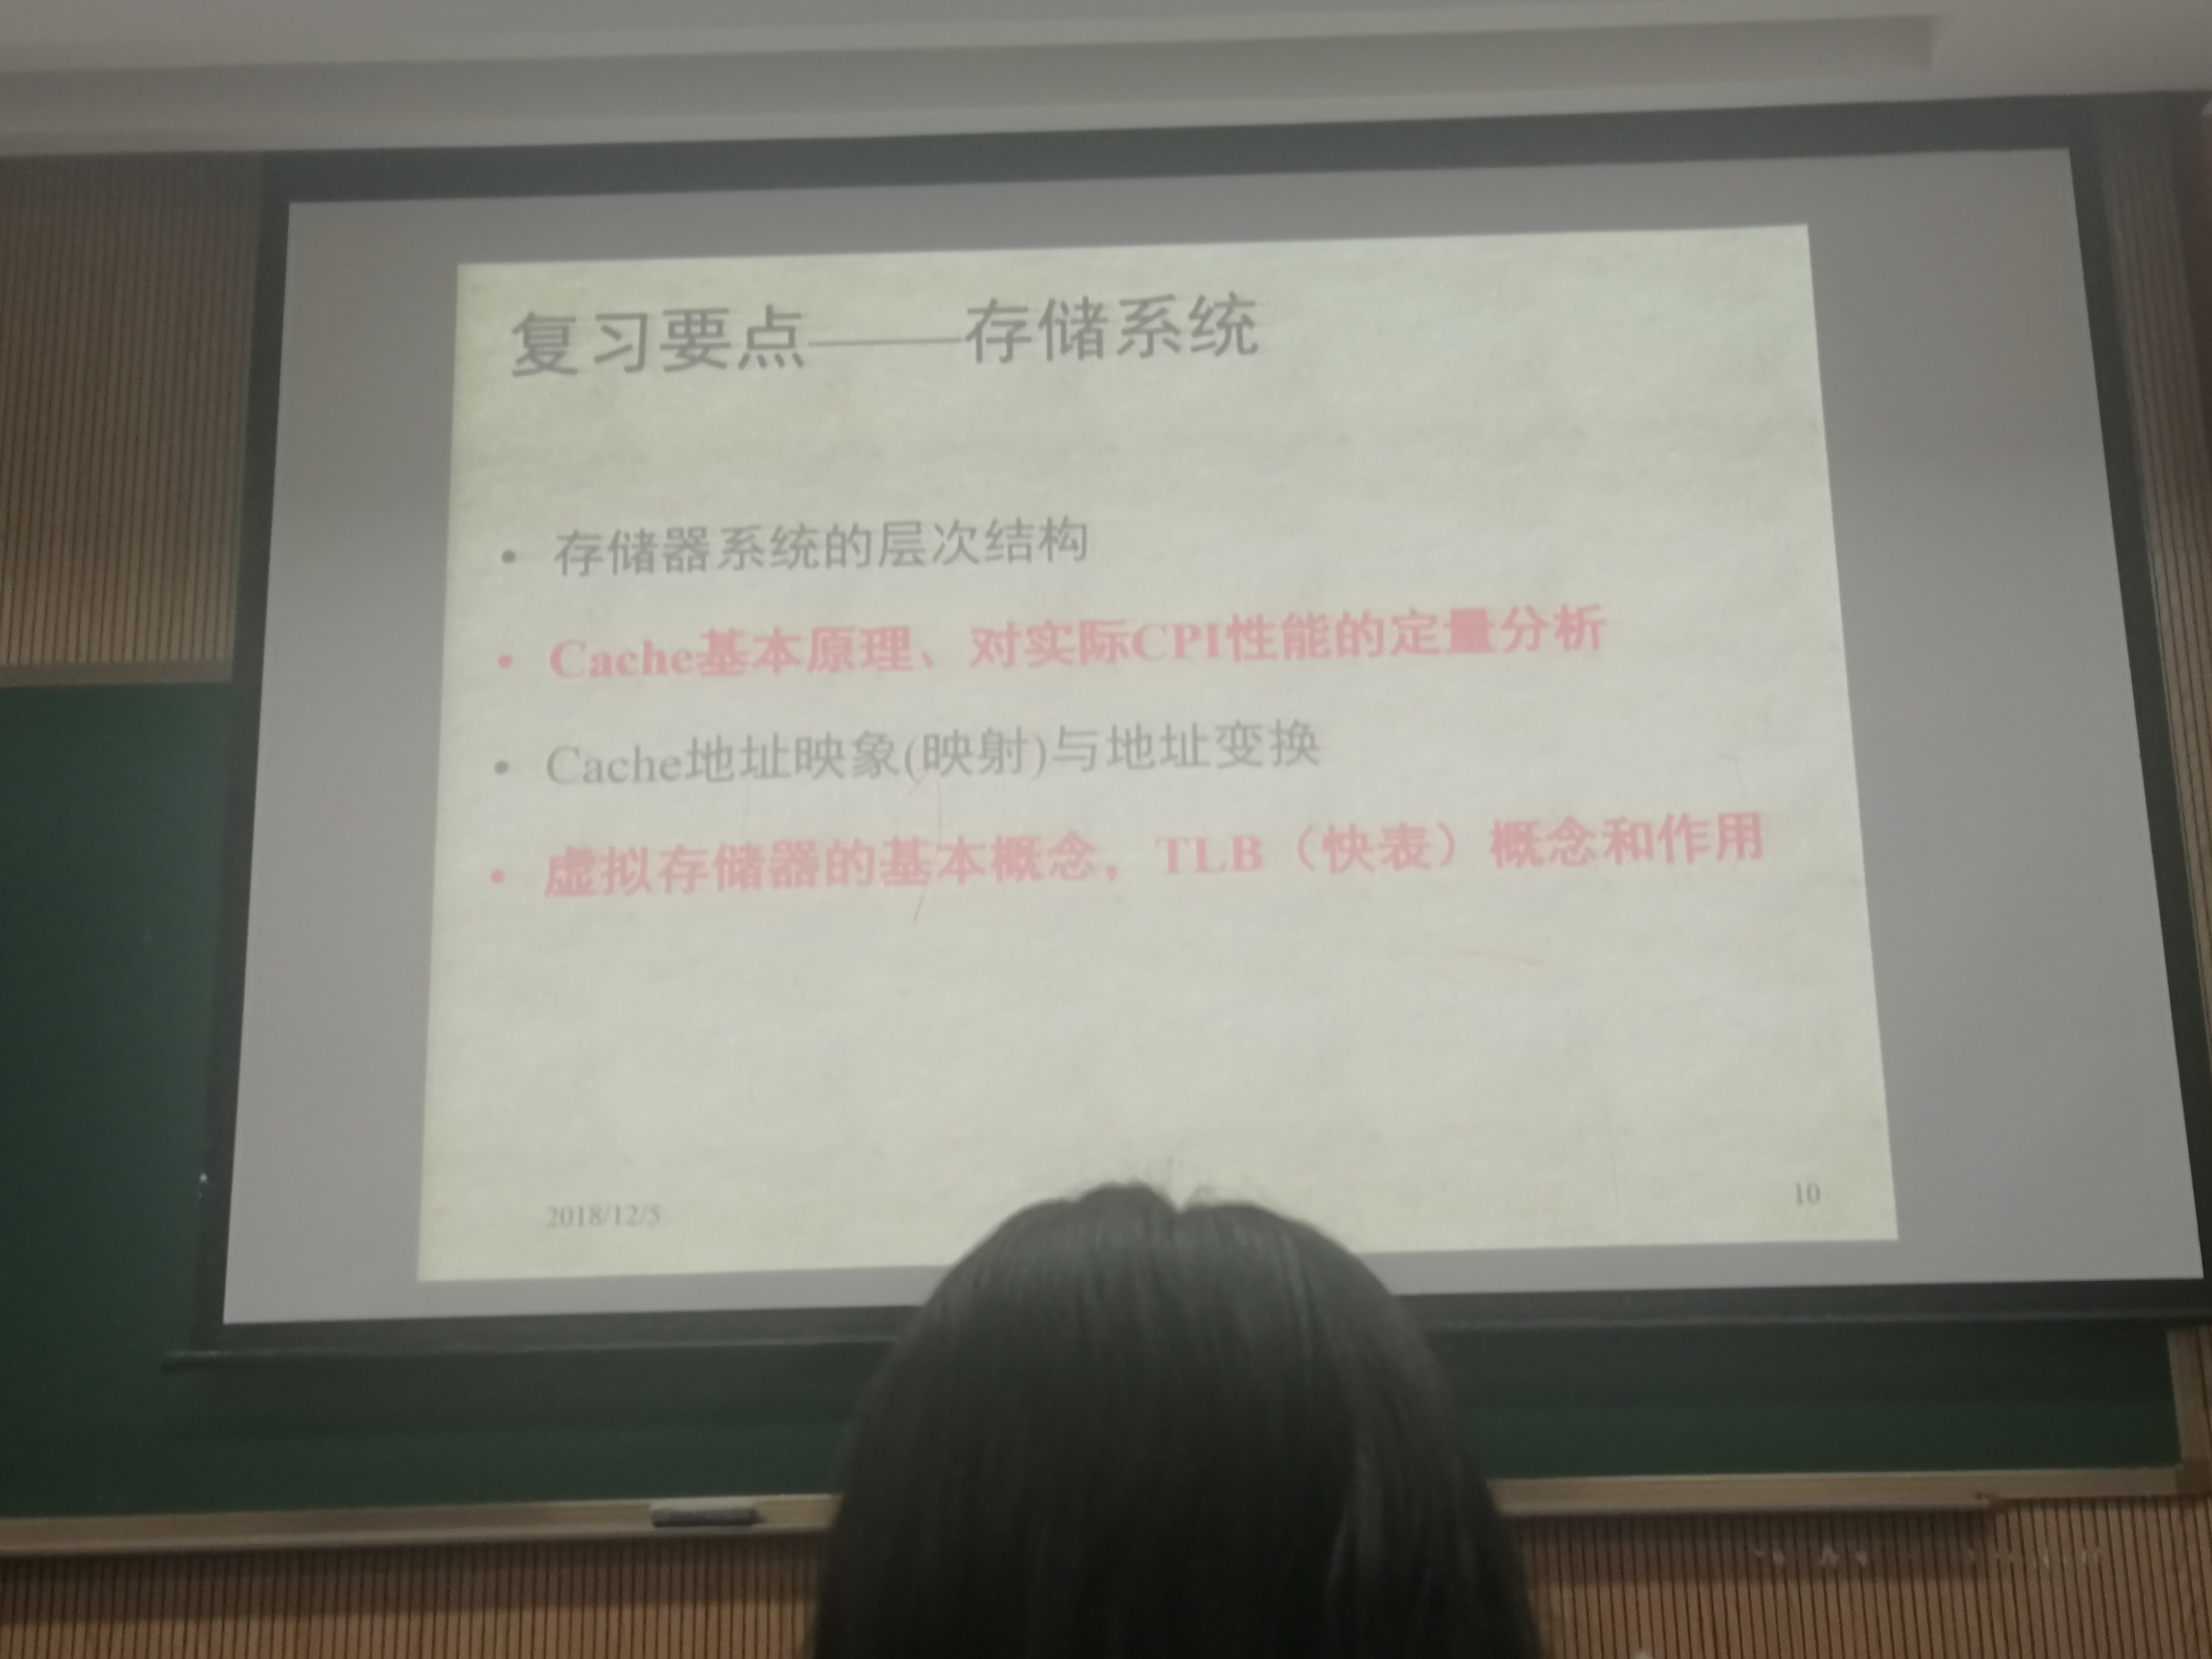 复习要点——存储系统
• 存储器系统的层次结构
• Cache基本原理、对实际CPI性能的定量分析
• Cache地址映象(映射)与地址变换
• 虚拟存储器的基本概念，TLB（快表）概念和作用
2018/12/5
10